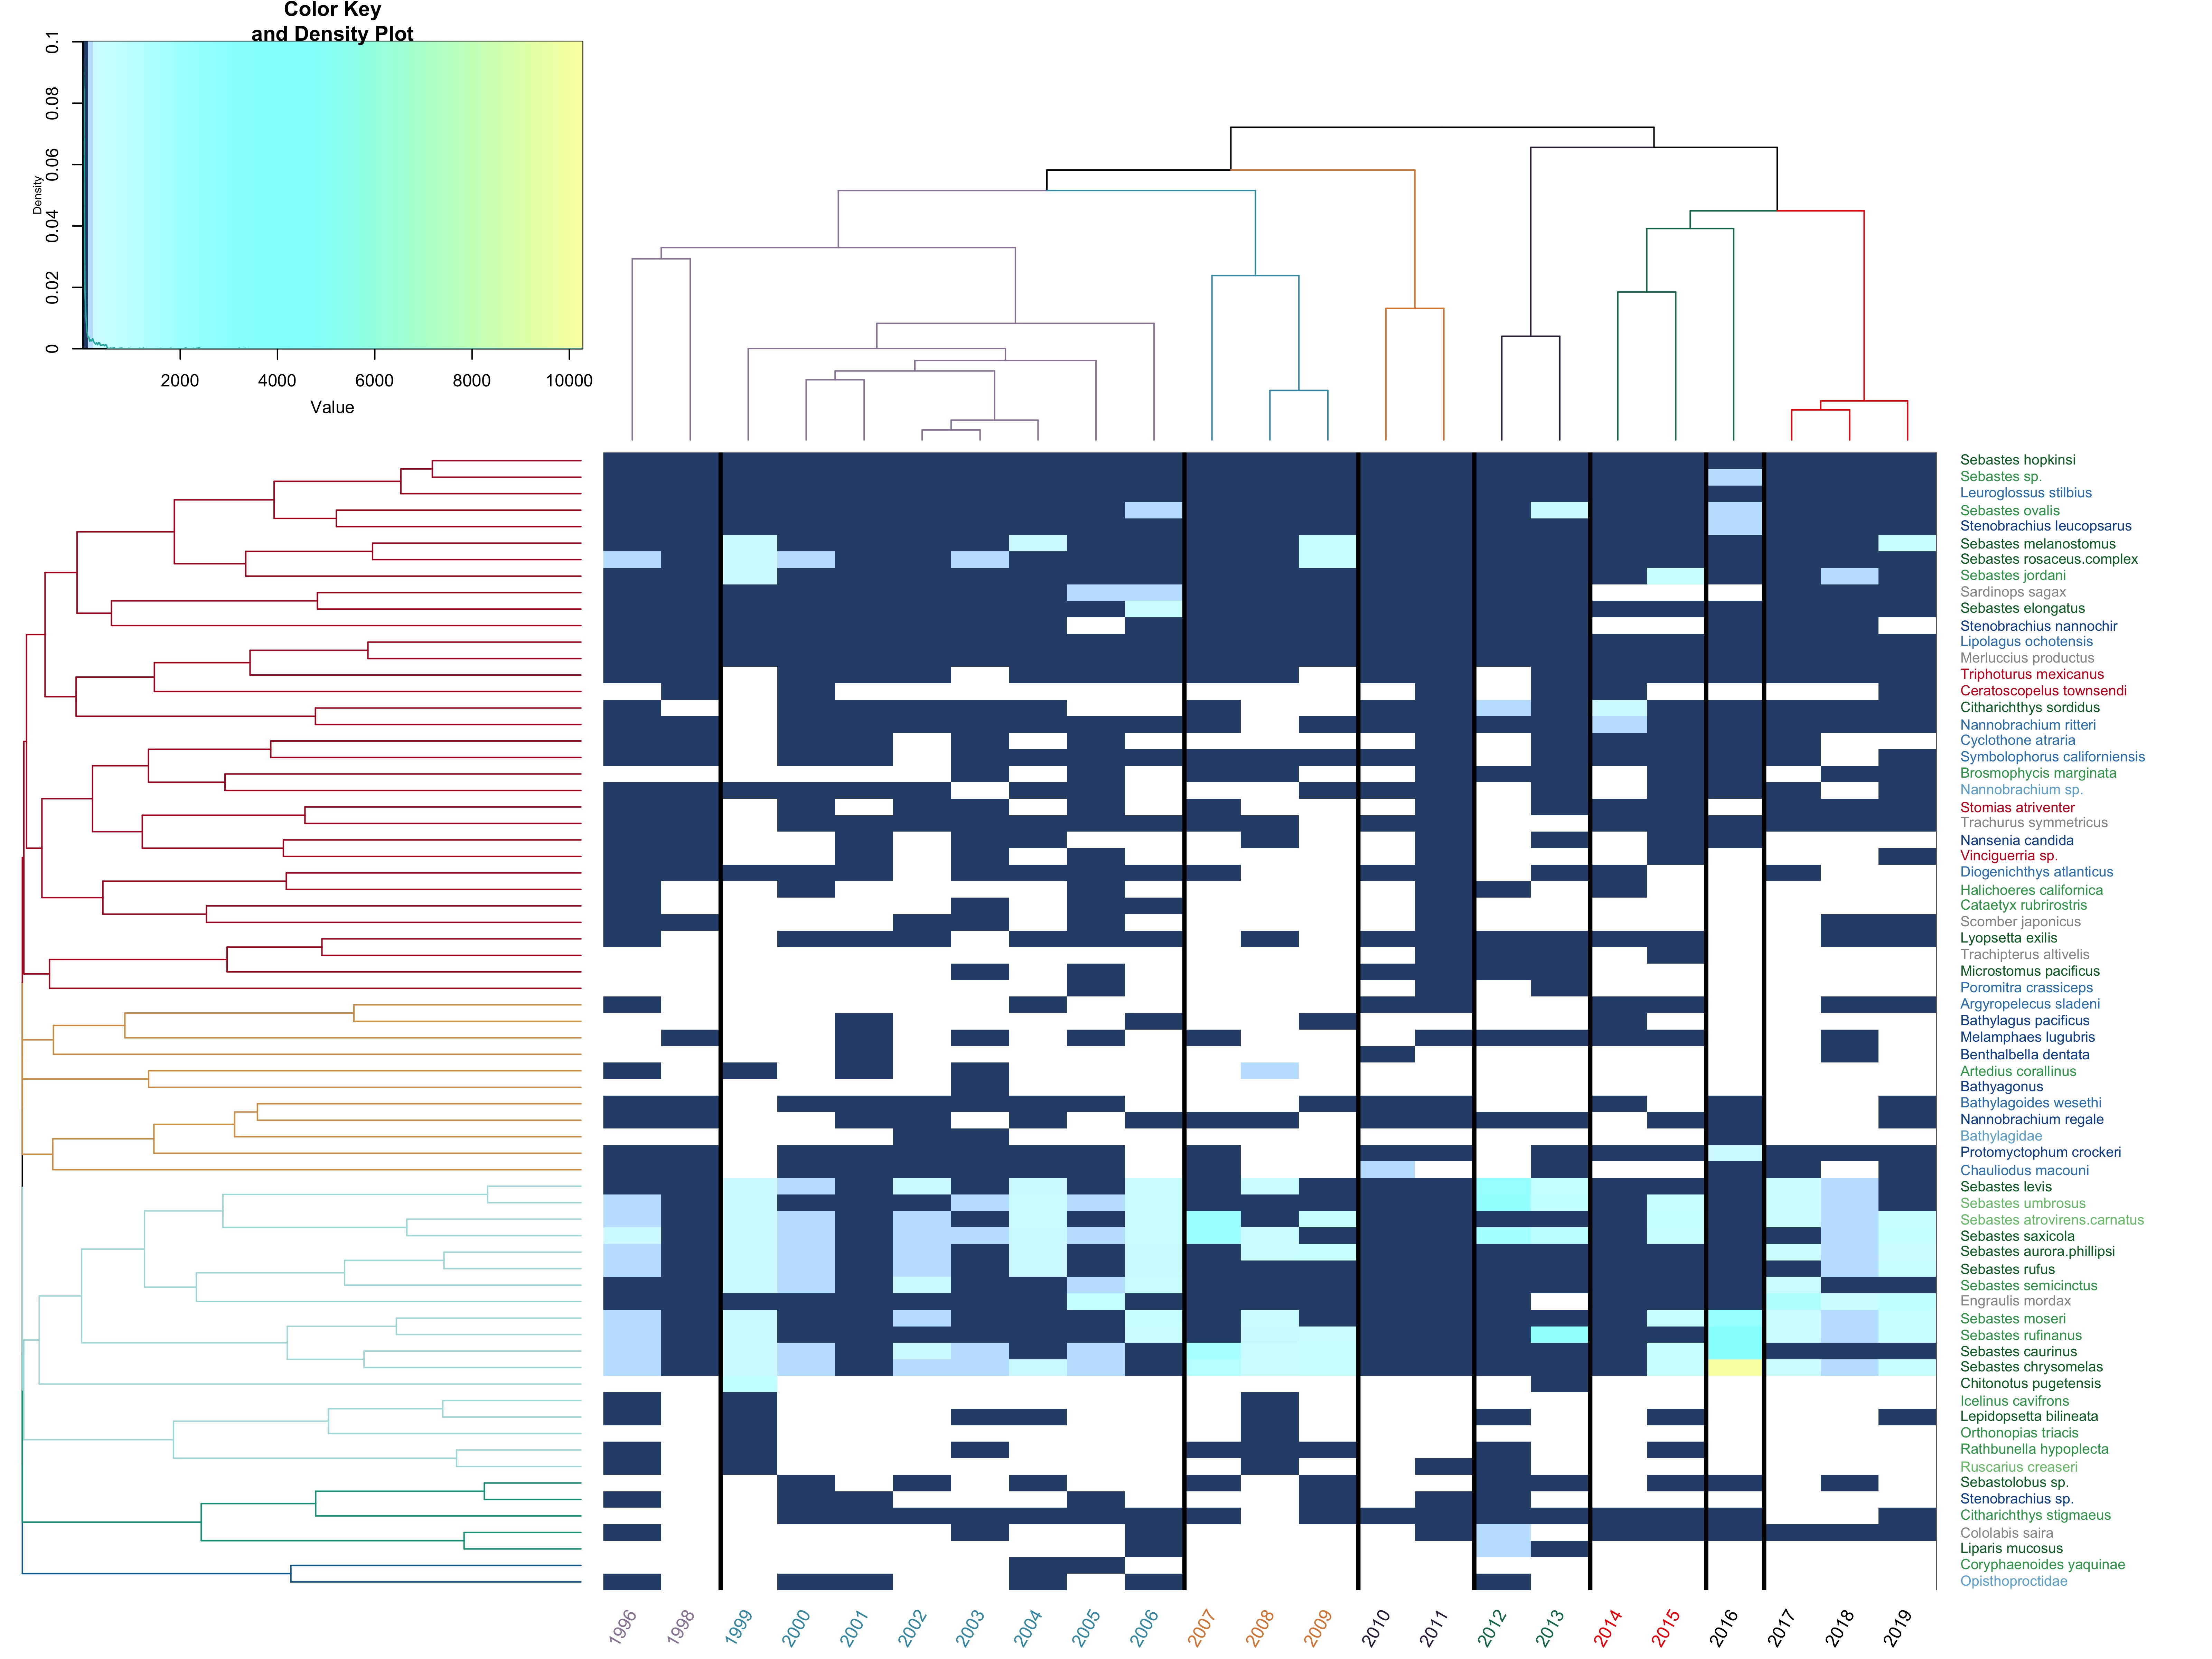 Color Key
and Density Plot
0.1
0.08
0.06
0.04
0.02
0
Density
2000 4000 6000 8000 10000
Value
Sebastes hopkinsi
Sebastes sp.
Leuroglossus stilbius
Sebastes ovalis
Stenobrachius leucopsarus
Sebastes melanostomus
Sebastes rosaceus.complex
Sebastes jordani
Sardinops sagax
Sebastes elongatus
Stenobrachius nannochir
Lipolagus ochotensis
Merluccius productus
Triphoturus mexicanus
Ceratoscopelus townsendi
Citharichthys sordidus
Nannobrachium ritteri
Cyclothone atraria
Symbolophorus californiensis
Brosmophycis marginata
Nannobrachium sp.
Stomias atriventer
Trachurus symmetricus
Nansenia candida
Vinciguerria sp.
Diogenichthys atlanticus
Halichoeres californica
Cataetyx rubrirostris
Scomber japonicus
Lyopsetta exilis
Trachipterus altivelis
Microstomus pacificus
Poromitra crassiceps
Argyropelecus sladeni
Bathylagus pacificus
Melamphaes lugubris
Benthalbella dentata
Artedius corallinus
Bathyagonus
Bathylagoides wesethi
Nannobrachium regale
Bathylagidae
Protomyctophum crockeri
Chauliodus macouni
Sebastes levis
Sebastes umbrosus
Sebastes atrovirens.carnatus
Sebastes saxicola
Sebastes aurora.phillipsi
Sebastes rufus
Sebastes semicinctus
Engraulis mordax
Sebastes moseri
Sebastes rufinanus
Sebastes caurinus
Sebastes chrysomelas
Chitonotus pugetensis
Icelinus cavifrons
Lepidopsetta bilineata
Orthonopias triacis
Rathbunella hypoplecta
Ruscarius creaseri
Sebastolobus sp.
Stenobrachius sp.
Citharichthys stigmaeus
Cololabis saira
Liparis mucosus
Coryphaenoides yaquinae
Opisthoproctidae
1996 1998 1999 2000 2001 2002 2003 2004 2005 2006 2007 2008 2009 2010 2011 2012 2013 2014 2015 2016 2017 2018 2019